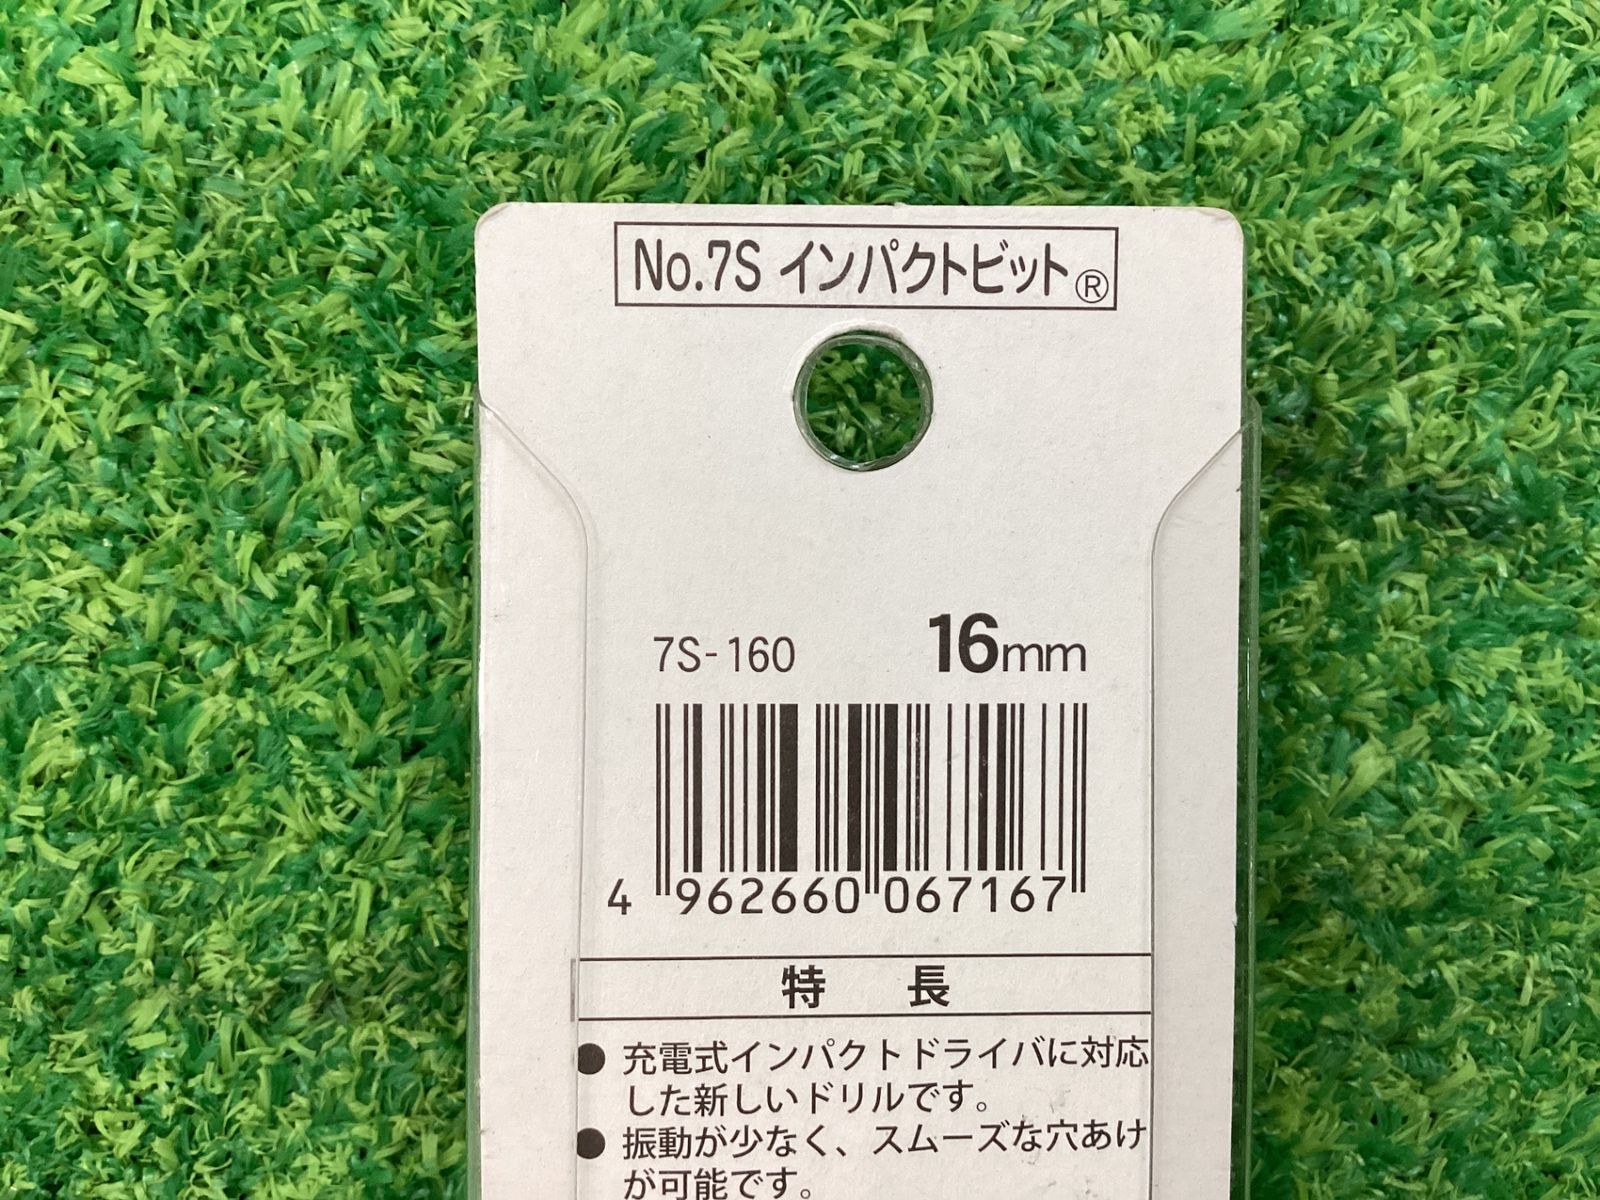 No.7S インパクトビット®
7S-160 16mm
4 962660 067167
特 長
● 充電式インパクトドライバに対応
した新しいドリルです。
● 振動が少なく、スムーズな穴あけ
が可能です。